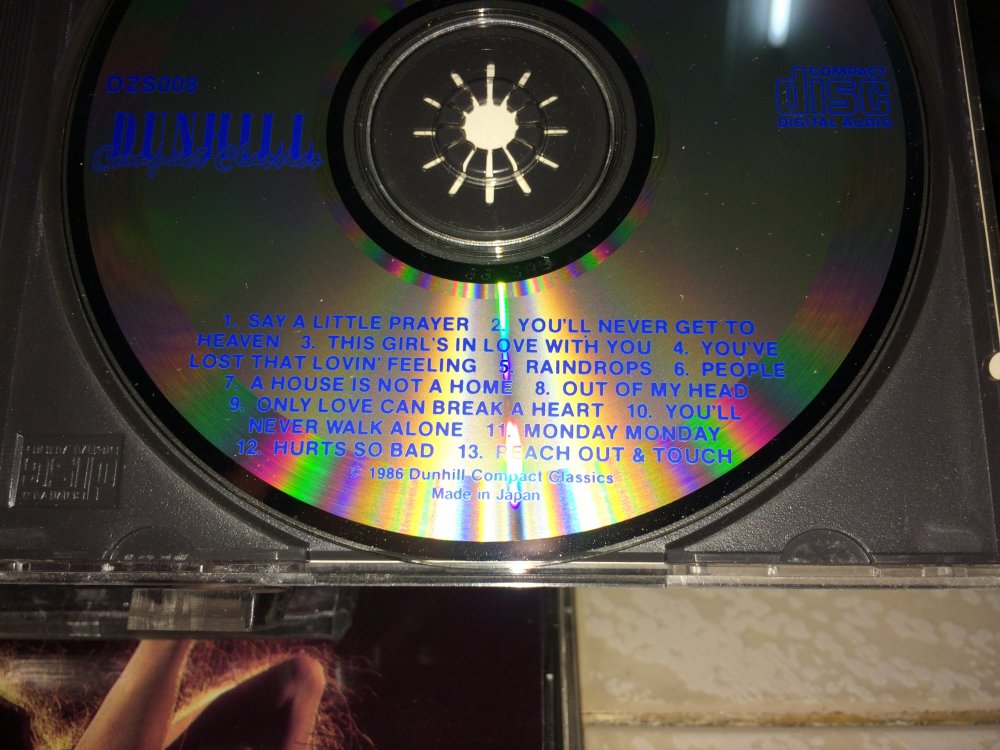 DZS008
COMPACT
disc
DIGITAL AUDIO
DUNHILL
Compact Classics
1. SAY A LITTLE PRAYER 2. YOU'LL NEVER GET TO
HEAVEN 3. THIS GIRL'S IN LOVE WITH YOU 4. YOU'VE
LOST THAT LOVIN' FEELING 5. RAINDROPS 6. PEOPLE
7. A HOUSE IS NOT A HOME 8. OUT OF MY HEAD
9. ONLY LOVE CAN BREAK A HEART 10. YOU'LL
NEVER WALK ALONE 11. MONDAY MONDAY
12. HURTS SO BAD 13. REACH OUT & TOUCH
© 1986 Dunhill Compact Classics
Made in Japan